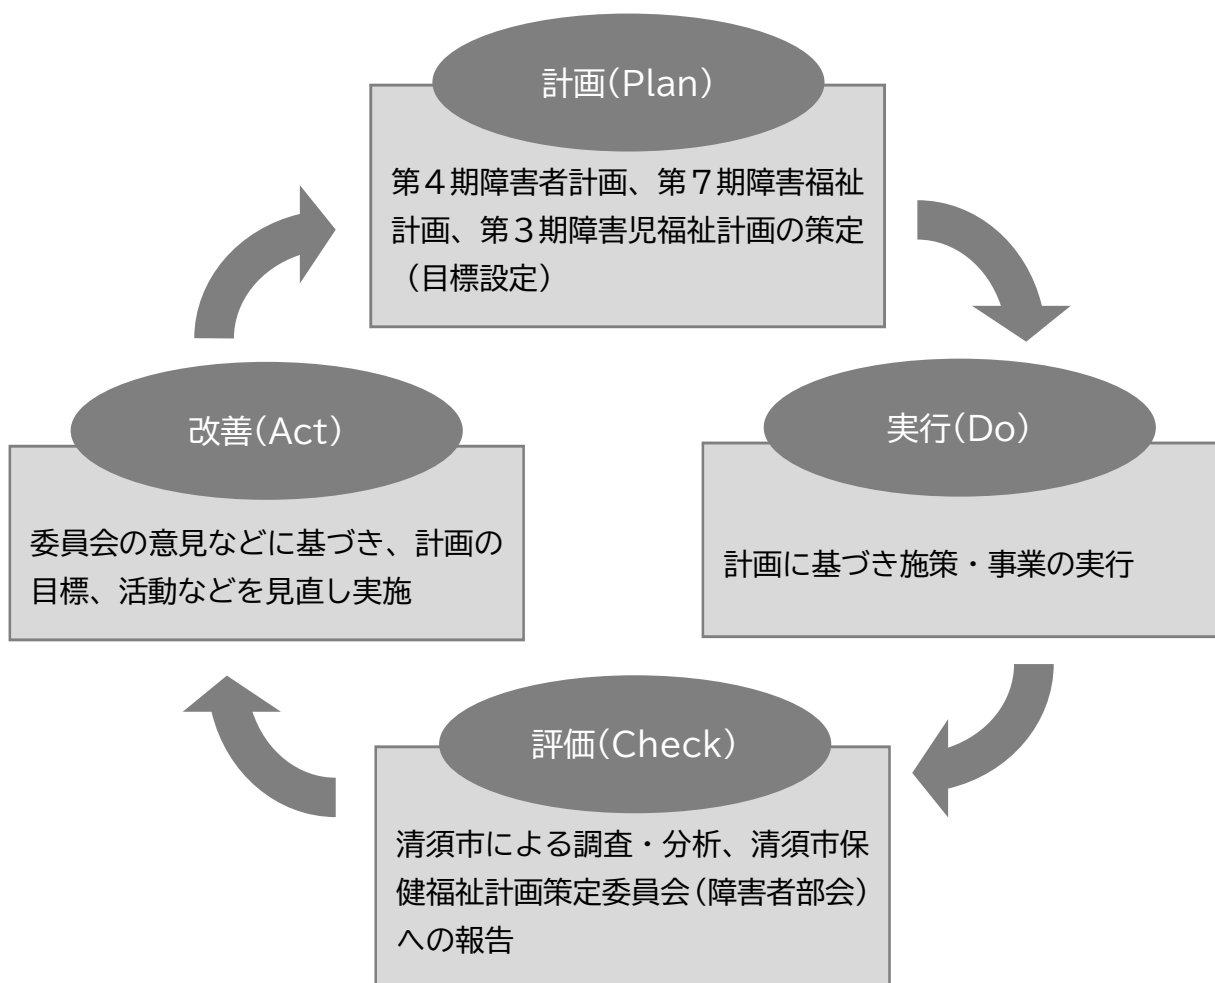 計画(Plan)
第４期障害者計画、第７期障害福祉
計画、第３期障害児福祉計画の策定
（目標設定）
実行(Do)
計画に基づき施策・事業の実行
評価(Check)
清須市による調査・分析、清須市保
健福祉計画策定委員会（障害者部会）
への報告
改善(Act)
委員会の意見などに基づき、計画の
目標、活動などを見直し実施